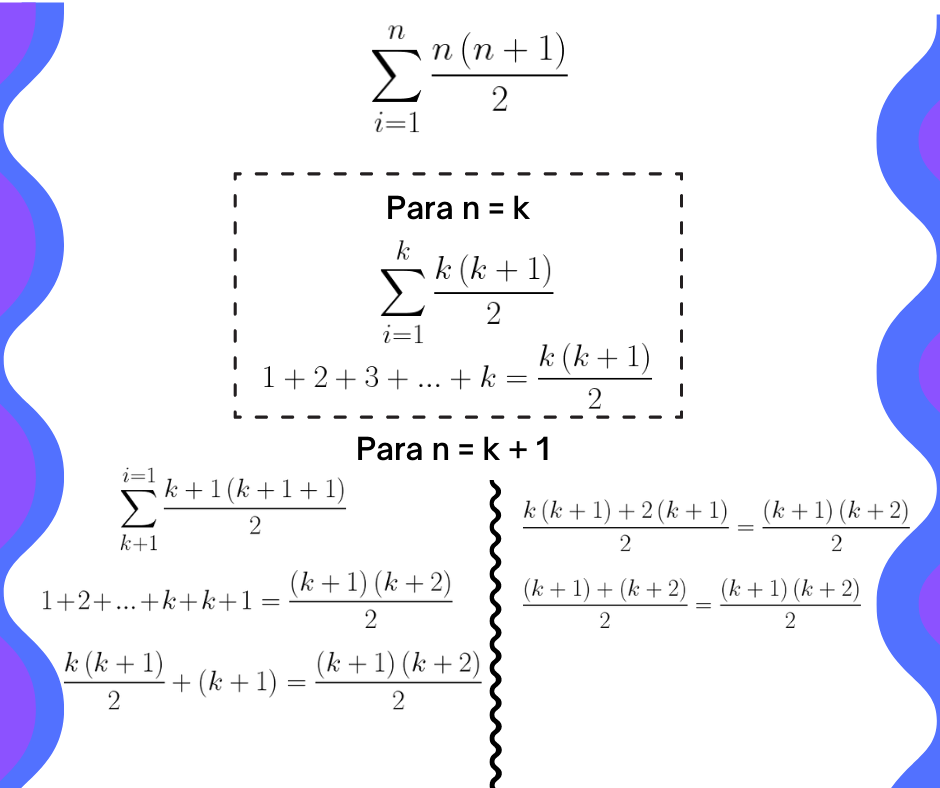 \sum_{i=1}^{n} \frac{n(n+1)}{2}
Para n = k
\sum_{i=1}^{k} \frac{k(k+1)}{2}
1 + 2 + 3 + ... + k = \frac{k(k+1)}{2}
Para n = k + 1
\sum_{k+1}^{i=1} \frac{k+1(k+1+1)}{2}
1+2+...+k+k+1 = \frac{(k+1)(k+2)}{2}
\frac{k(k+1)}{2} + (k+1) = \frac{(k+1)(k+2)}{2}
\frac{k(k+1)+2(k+1)}{2} = \frac{(k+1)(k+2)}{2}
\frac{(k+1)+(k+2)}{2} = \frac{(k+1)(k+2)}{2}